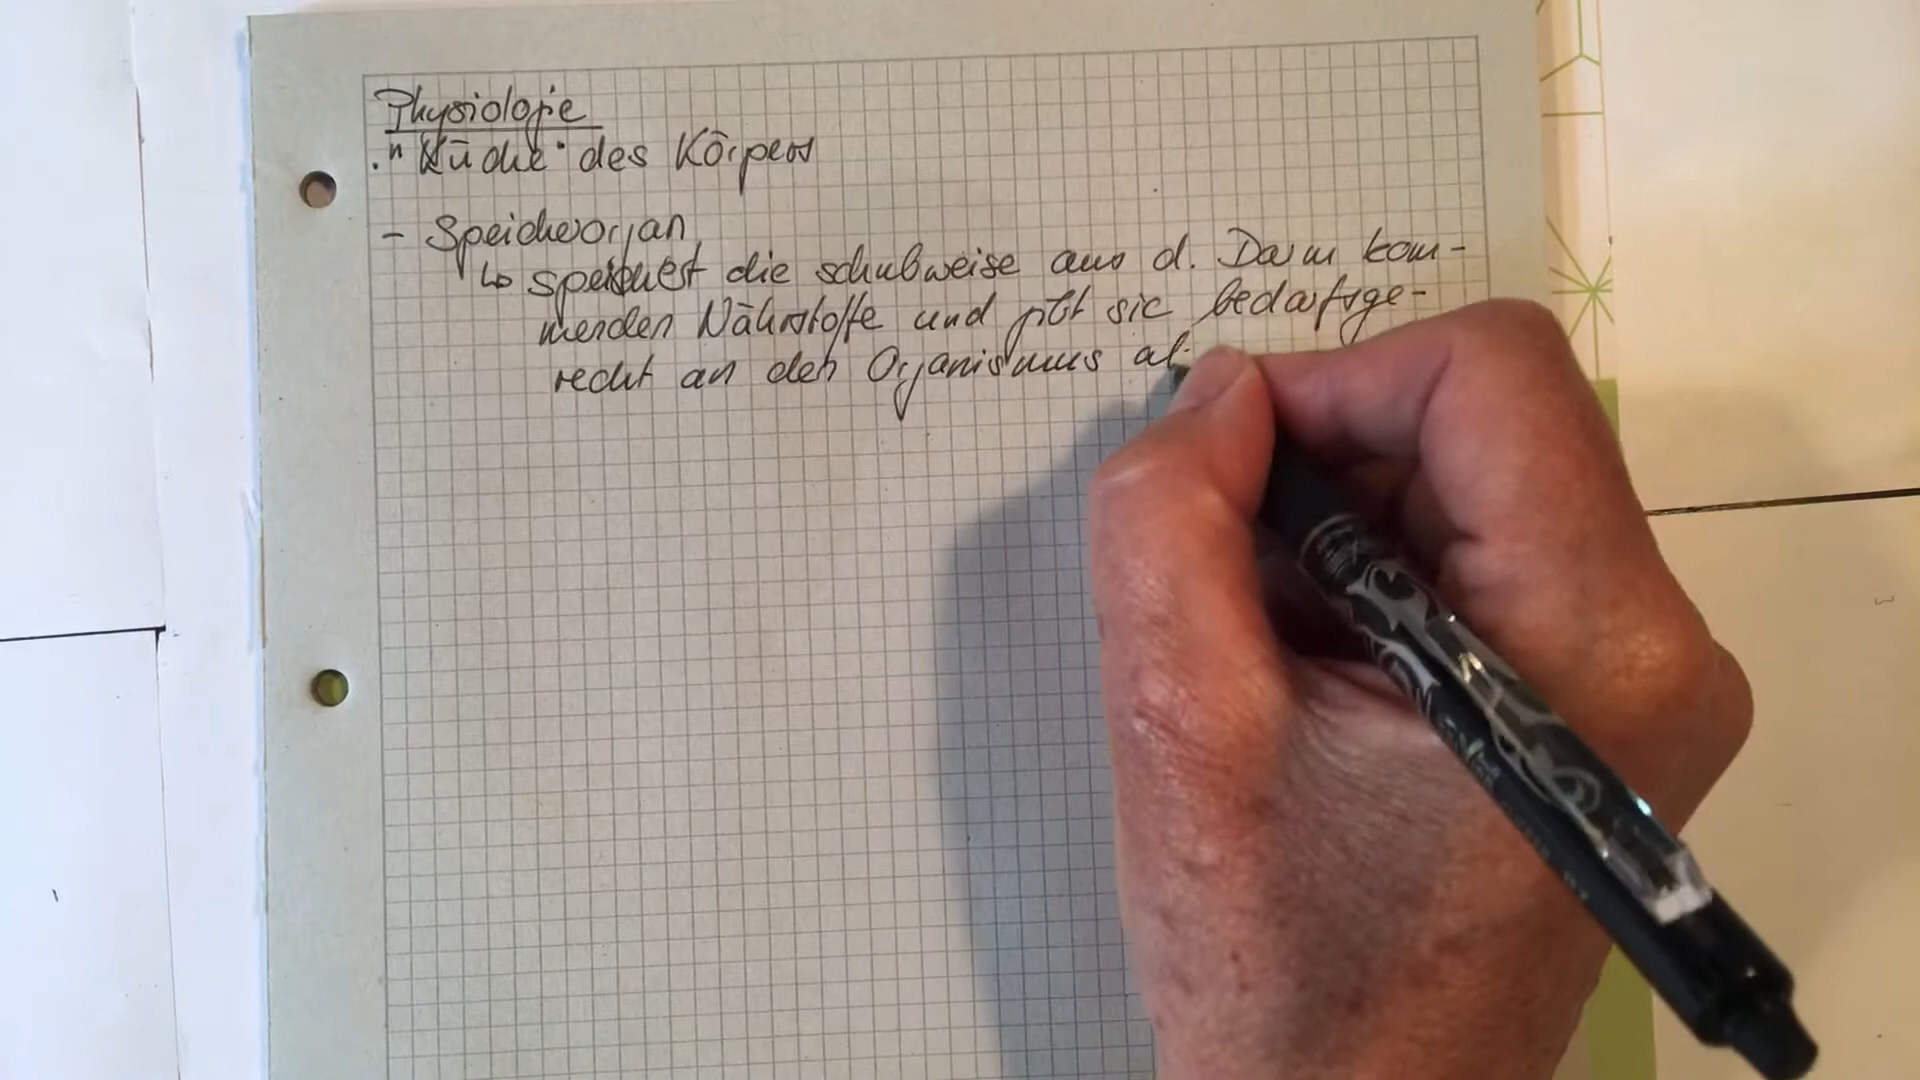 Physiologie
. "Küche" des Körpers
- Speicherorgan
↳ speichert die schubweise aus d. Darm kom-
menden Nährstoffe und gibt sie bedarfsge-
recht an den Organismus ab